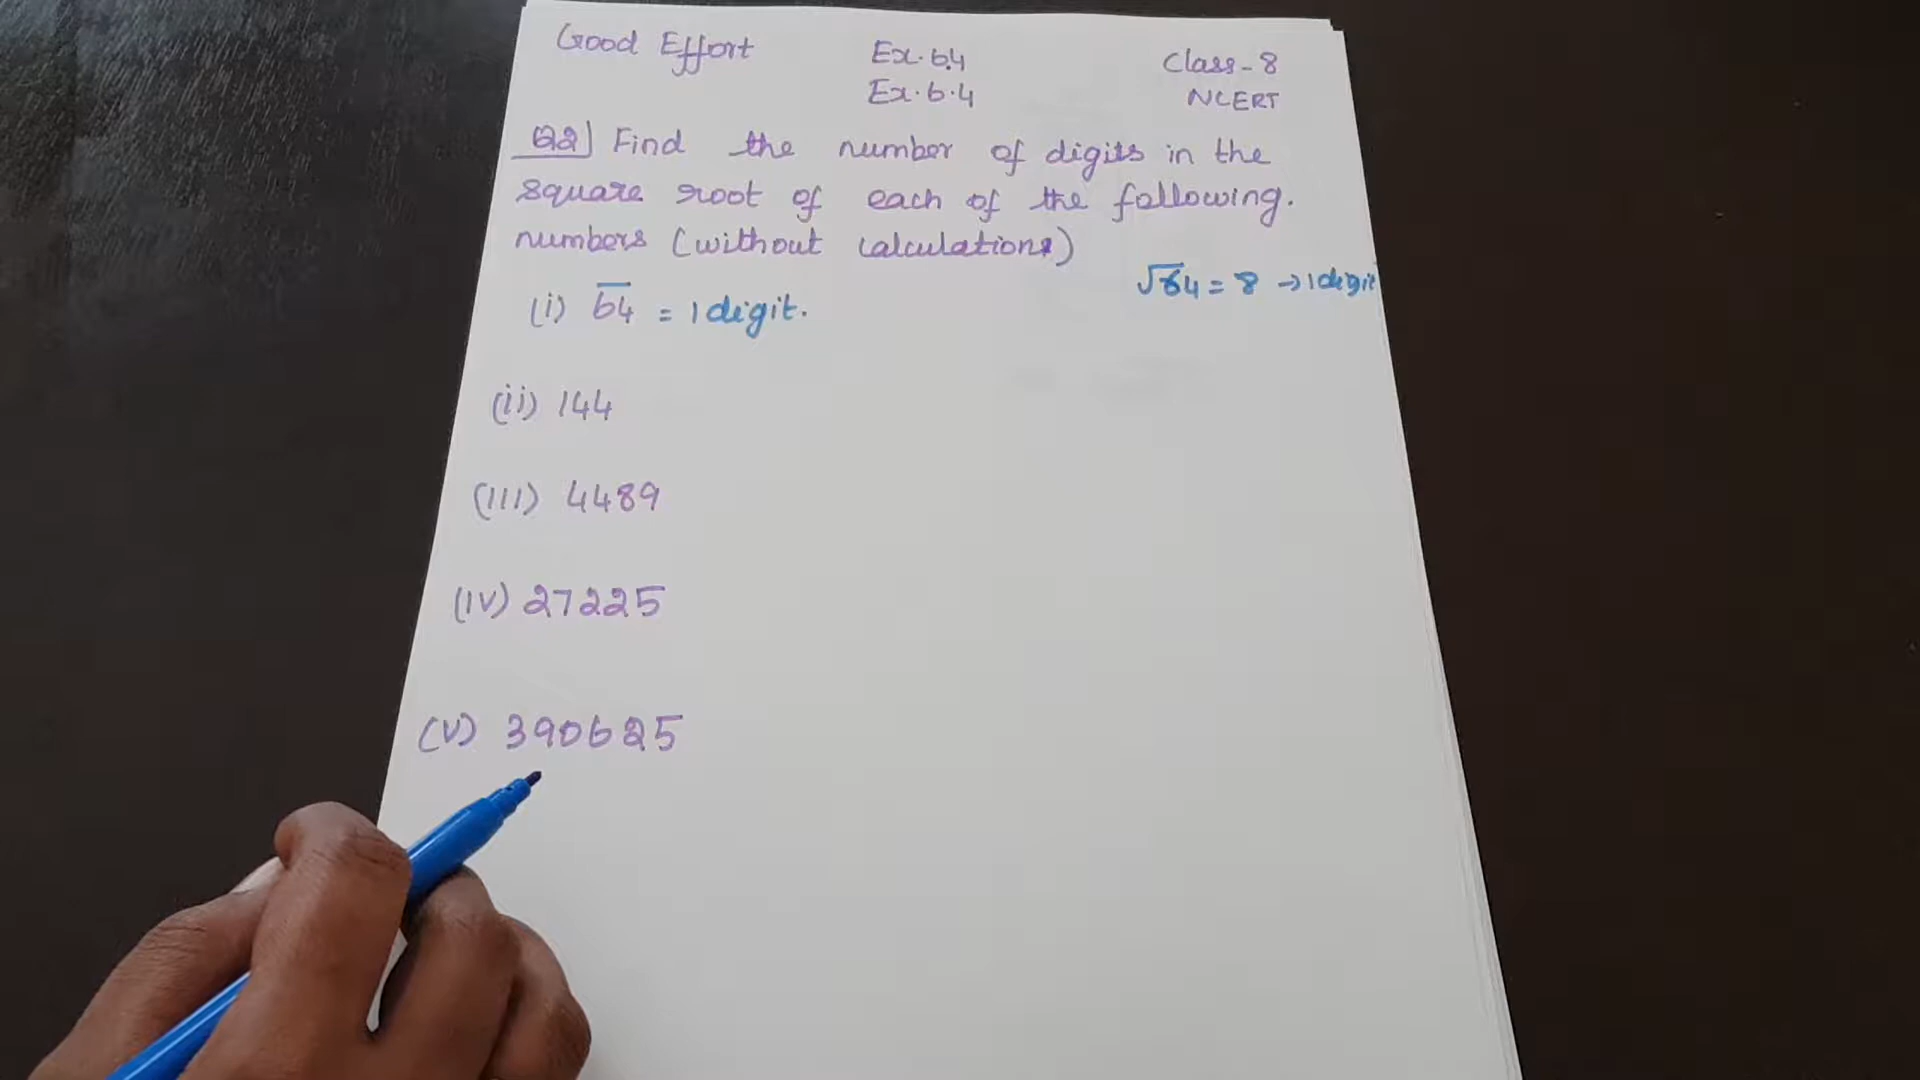 Good Effort Ex. 6.4 Class-8
Ex. 6.4 NCERT
Q2) Find the number of digits in the
square root of each of the following.
numbers (without calculations)
√64 = 8 → 1 digit
(i) 64 = 1 digit.
(ii) 144
(III) 4489
(IV) 27225
(V) 390625